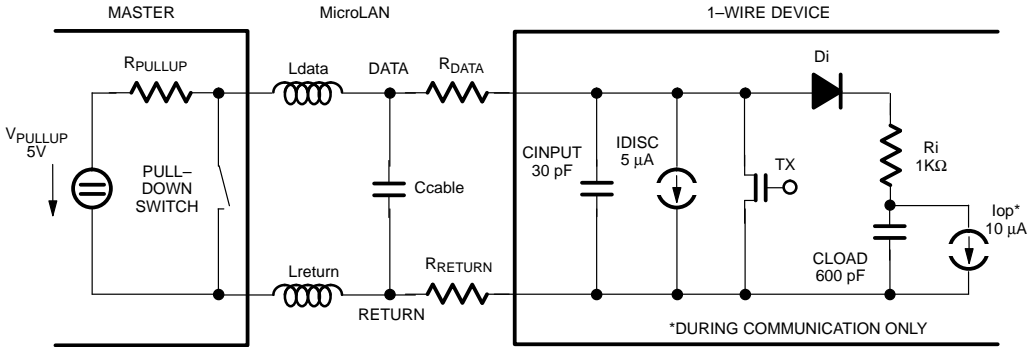 MASTER
MicroLAN
1–WIRE DEVICE
RPULLUP
Ldata
DATA
RDATA
Di
VPULLUP
5V
PULL–
DOWN
SWITCH
Ccable
CINPUT
30 pF
IDISC
5 µA
TX
Ri
1KΩ
Iop*
10 µA
CLOAD
600 pF
Lreturn
RETURN
RRETURN
*DURING COMMUNICATION ONLY